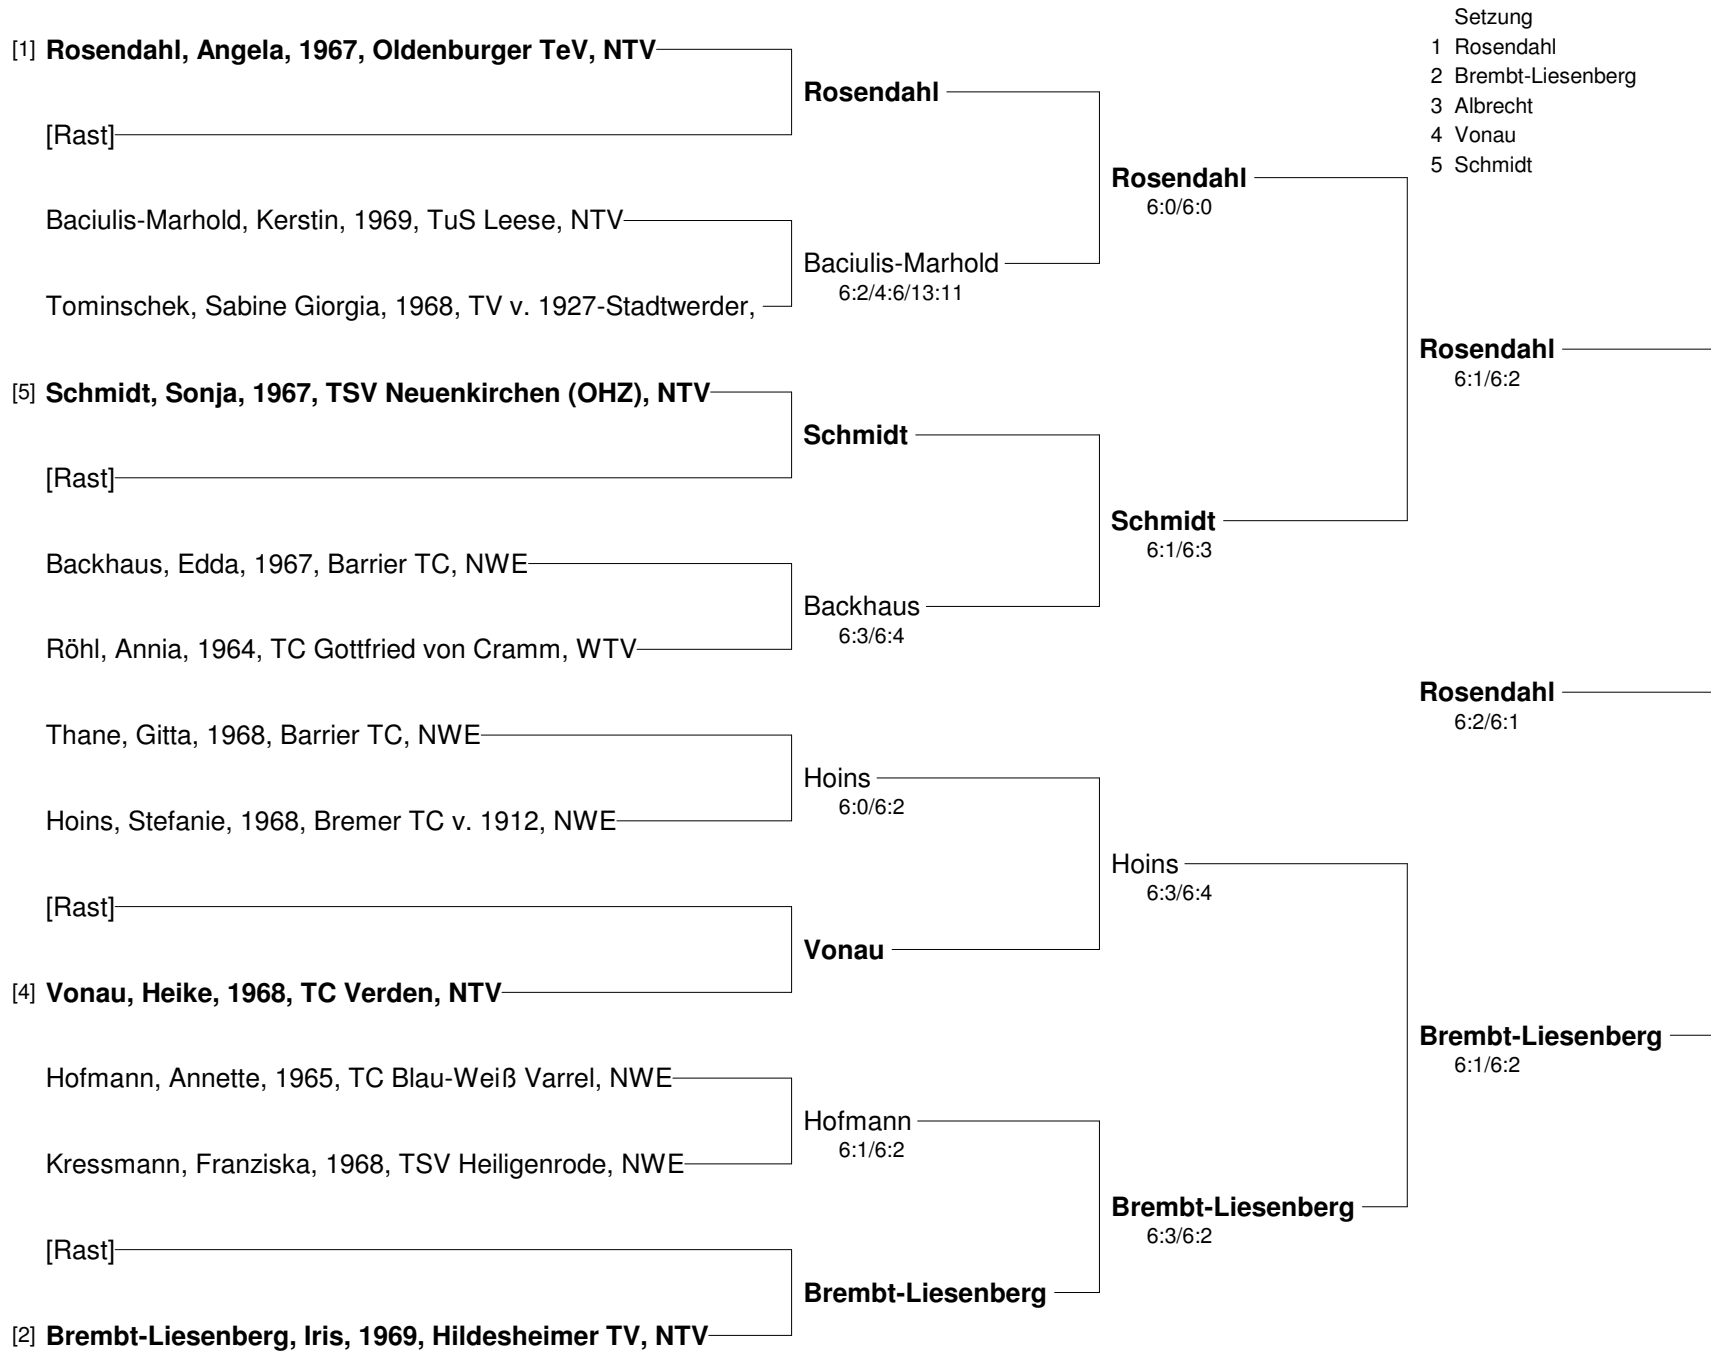 Setzung
1 Rosendahl
2 Brembt-Liesenberg
3 Albrecht
4 Vonau
5 Schmidt
[1] Rosendahl, Angela, 1967, Oldenburger TeV, NTV
[Rast]
Baciulis-Marhold, Kerstin, 1969, TuS Leese, NTV
Tominschek, Sabine Giorgia, 1968, TV v. 1927-Stadtwerder,
[5] Schmidt, Sonja, 1967, TSV Neuenkirchen (OHZ), NTV
[Rast]
Backhaus, Edda, 1967, Barrier TC, NWE
Röhl, Annia, 1964, TC Gottfried von Cramm, WTV
Thane, Gitta, 1968, Barrier TC, NWE
Hoins, Stefanie, 1968, Bremer TC v. 1912, NWE
[Rast]
[4] Vonau, Heike, 1968, TC Verden, NTV
Hofmann, Annette, 1965, TC Blau-Weiß Varrel, NWE
Kressmann, Franziska, 1968, TSV Heiligenrode, NWE
[Rast]
[2] Brembt-Liesenberg, Iris, 1969, Hildesheimer TV, NTV
Rosendahl
Baciulis-Marhold
6:2/4:6/13:11
Schmidt
Backhaus
6:3/6:4
Hoins
6:0/6:2
Vonau
Hofmann
6:1/6:2
Brembt-Liesenberg
Rosendahl
6:0/6:0
Schmidt
6:1/6:3
Hoins
6:3/6:4
Brembt-Liesenberg
6:3/6:2
Rosendahl
6:1/6:2
Rosendahl
6:2/6:1
Brembt-Liesenberg
6:1/6:2